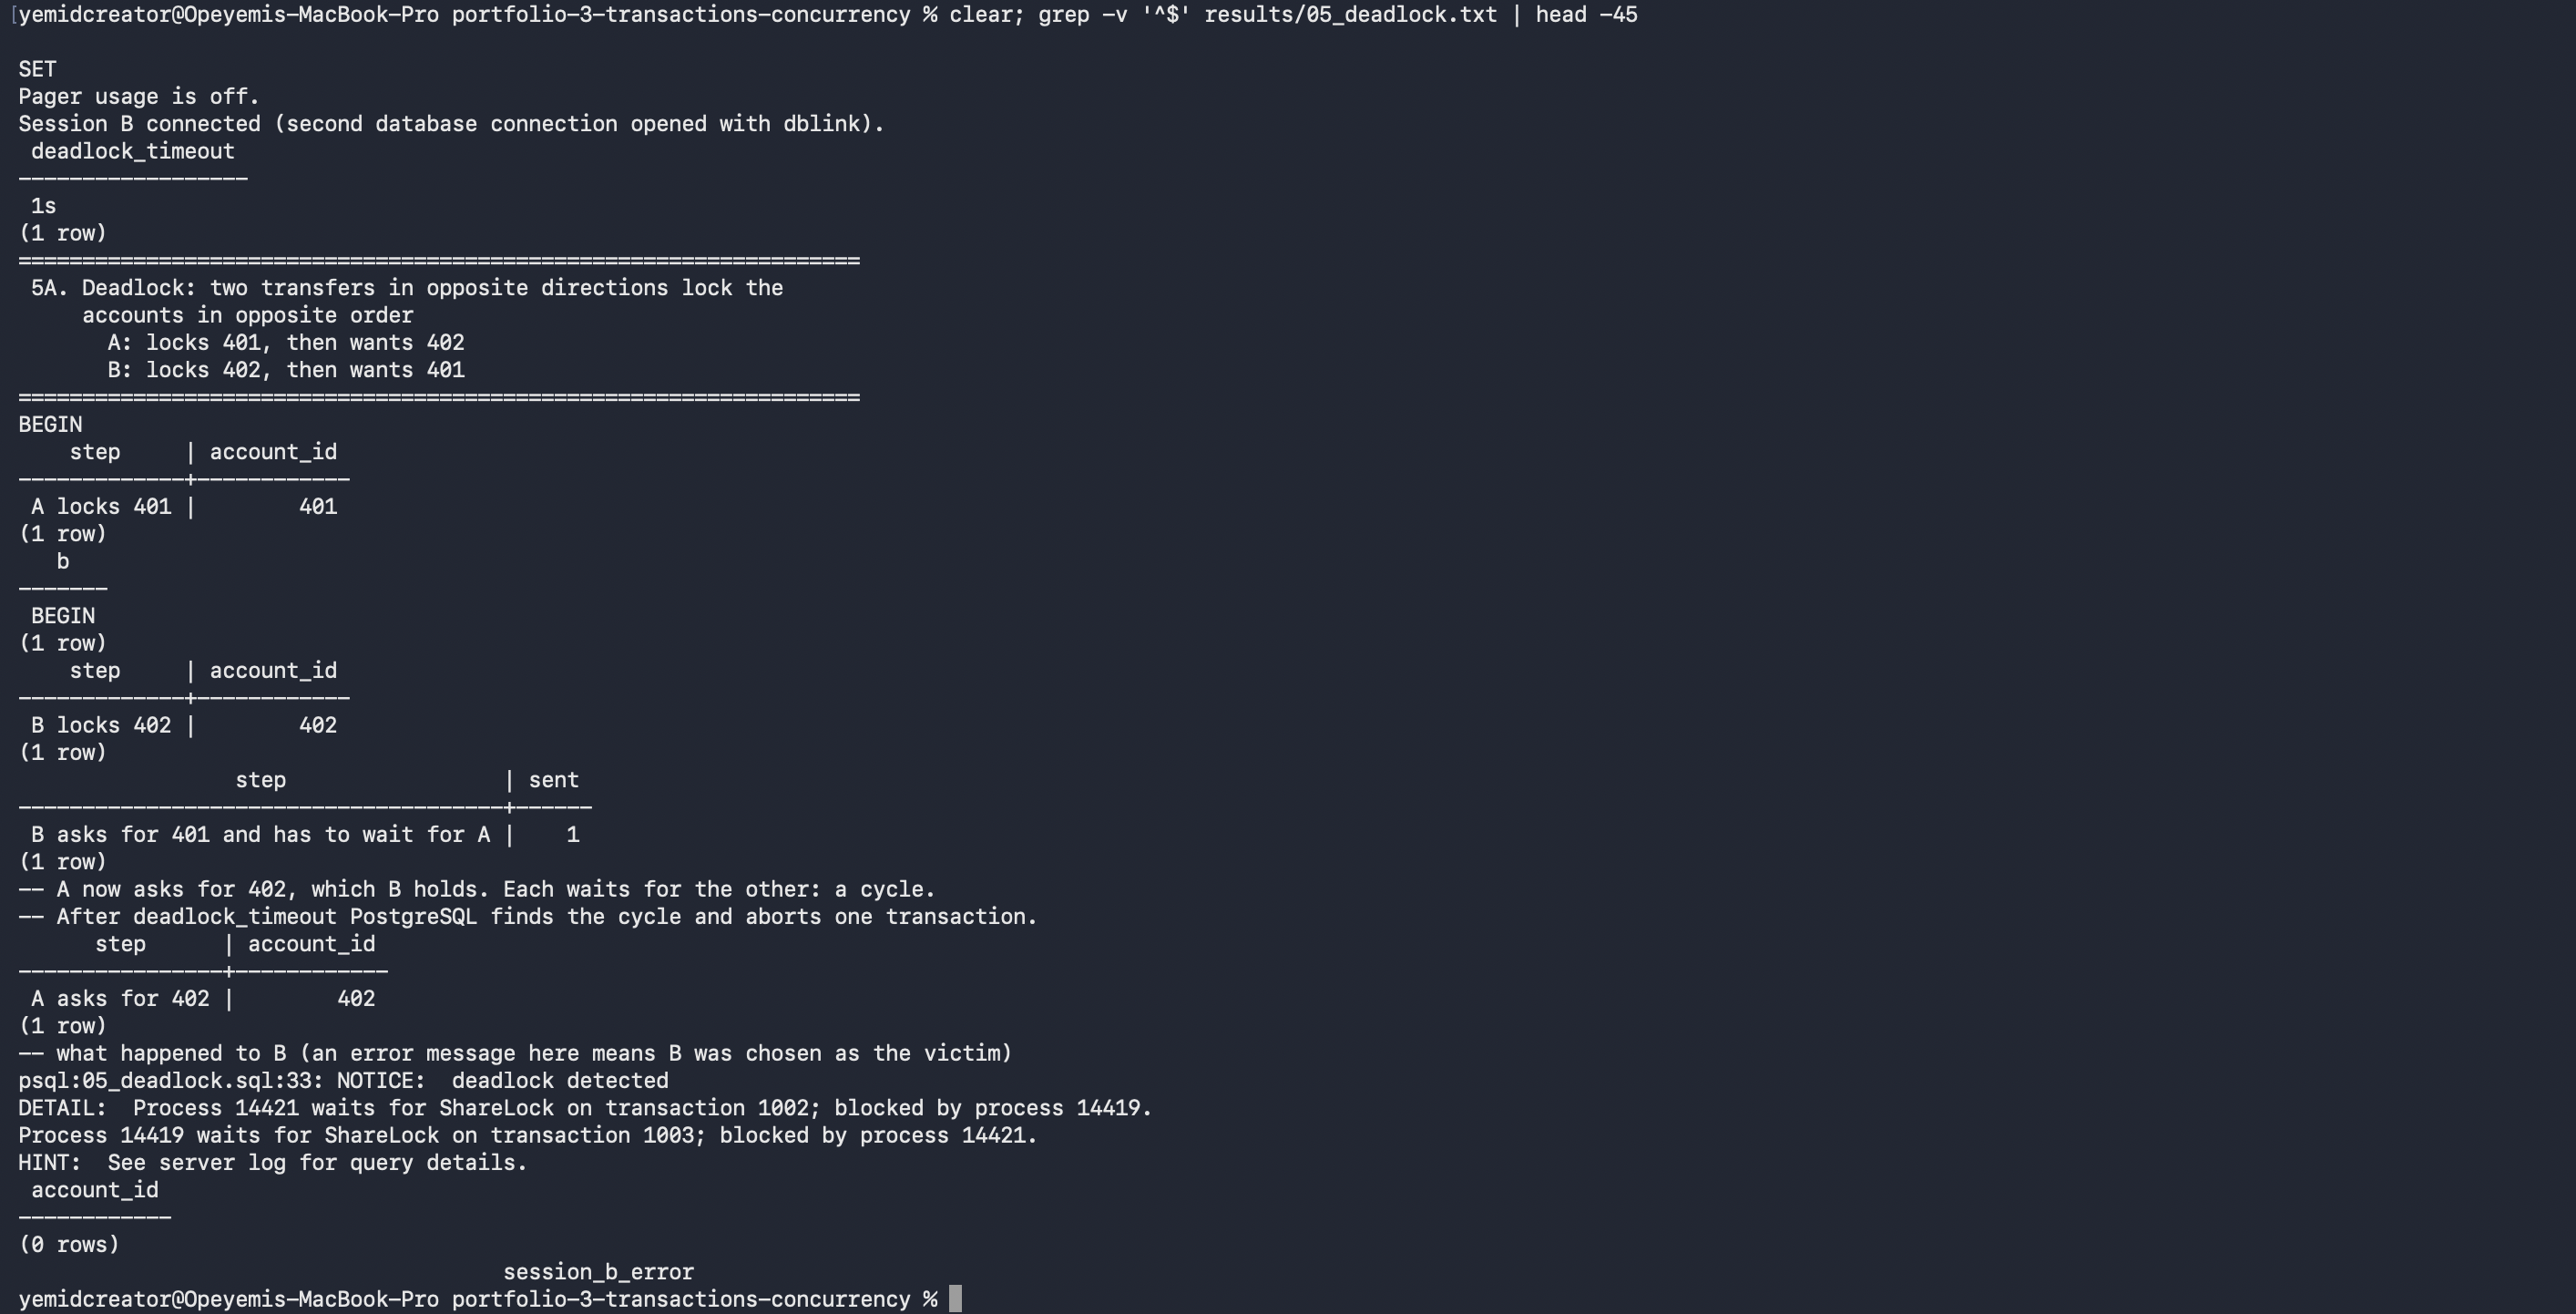 [yemidcreator@Opeyemis-MacBook-Pro portfolio-3-transactions-concurrency % clear; grep -v '^$' results/05_deadlock.txt | head -45
SET
Pager usage is off.
Session B connected (second database connection opened with dblink).
 deadlock_timeout
------------------
 1s
(1 row)
==================================================================
 5A. Deadlock: two transfers in opposite directions lock the
     accounts in opposite order
       A: locks 401, then wants 402
       B: locks 402, then wants 401
==================================================================
BEGIN
    step     | account_id
-------------+------------
 A locks 401 |        401
(1 row)
   b
-------
 BEGIN
(1 row)
    step     | account_id
-------------+------------
 B locks 402 |        402
(1 row)
                 step                 | sent
--------------------------------------+------
 B asks for 401 and has to wait for A |    1
(1 row)
-- A now asks for 402, which B holds. Each waits for the other: a cycle.
-- After deadlock_timeout PostgreSQL finds the cycle and aborts one transaction.
      step      | account_id
----------------+------------
 A asks for 402 |        402
(1 row)
-- what happened to B (an error message here means B was chosen as the victim)
psql:05_deadlock.sql:33: NOTICE:  deadlock detected
DETAIL:  Process 14421 waits for ShareLock on transaction 1002; blocked by process 14419.
Process 14419 waits for ShareLock on transaction 1003; blocked by process 14421.
HINT:  See server log for query details.
 account_id
------------
(0 rows)
                                      session_b_error
yemidcreator@Opeyemis-MacBook-Pro portfolio-3-transactions-concurrency %